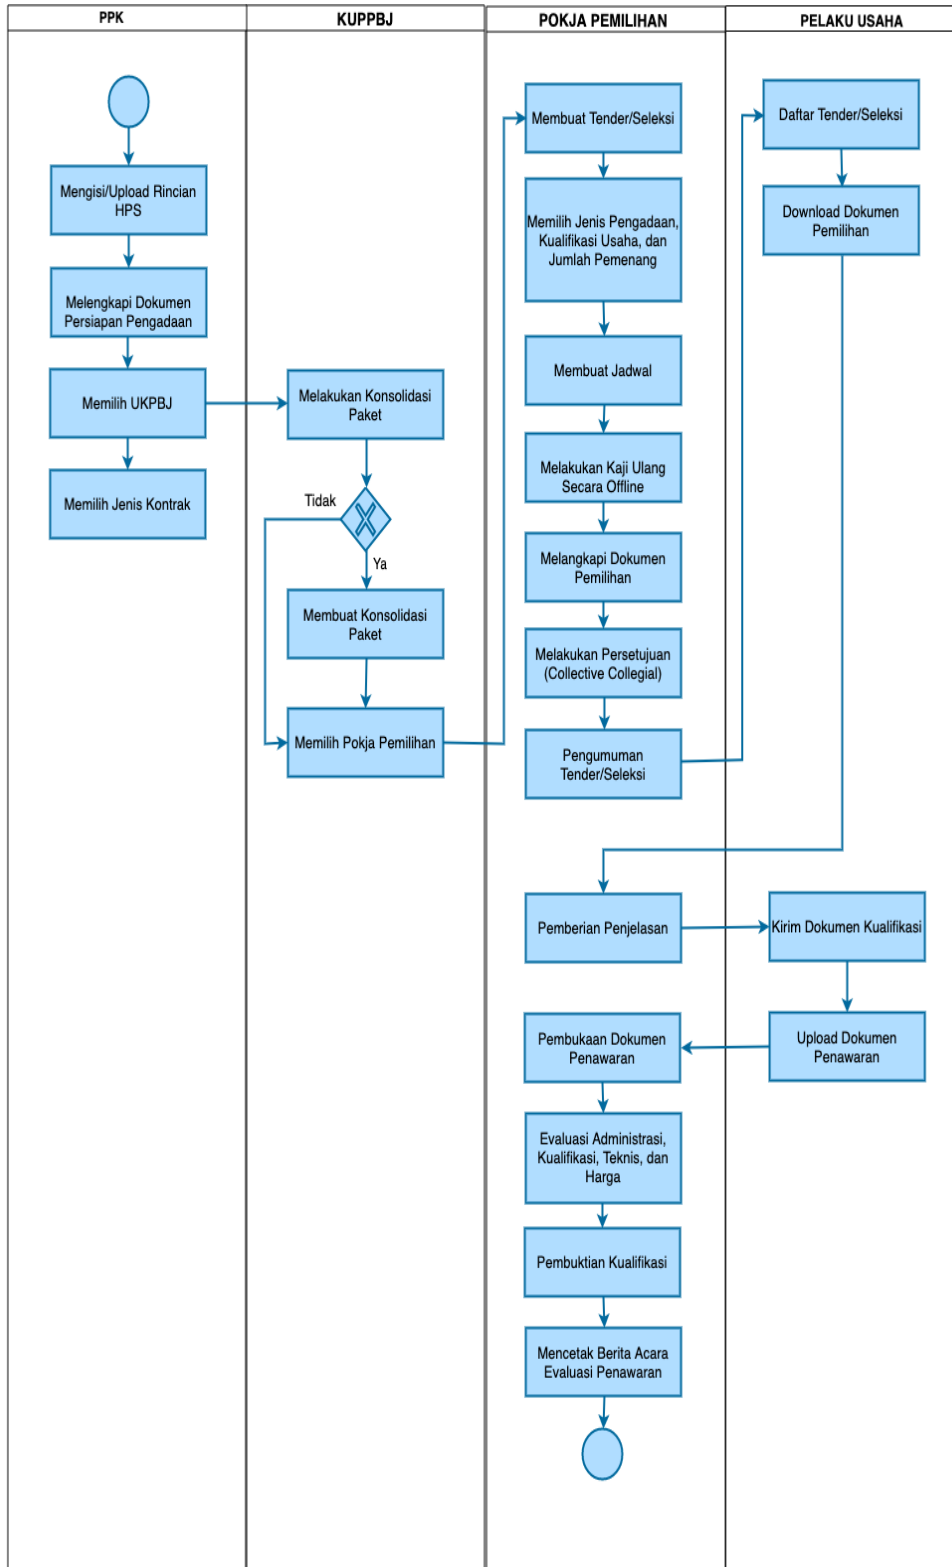 PPK
KUPPBJ
POKJA PEMILIHAN
PELAKU USAHA
Mengisi/Upload Rincian
HPS
Melengkapi Dokumen
Persiapan Pengadaan
Memilih UKPBJ
Memilih Jenis Kontrak
Melakukan Konsolidasi
Paket
Tidak
Ya
Membuat Konsolidasi
Paket
Memilih Pokja Pemilihan
Membuat Tender/Seleksi
Memilih Jenis Pengadaan,
Kualifikasi Usaha, dan
Jumlah Pemenang
Membuat Jadwal
Melakukan Kaji Ulang
Secara Offline
Melangkapi Dokumen
Pemilihan
Melakukan Persetujuan
(Collective Collegial)
Pengumuman
Tender/Seleksi
Daftar Tender/Seleksi
Download Dokumen
Pemilihan
Pemberian Penjelasan
Kirim Dokumen Kualifikasi
Upload Dokumen
Penawaran
Pembukaan Dokumen
Penawaran
Evaluasi Administrasi,
Kualifikasi, Teknis, dan
Harga
Pembuktian Kualifikasi
Mencetak Berita Acara
Evaluasi Penawaran